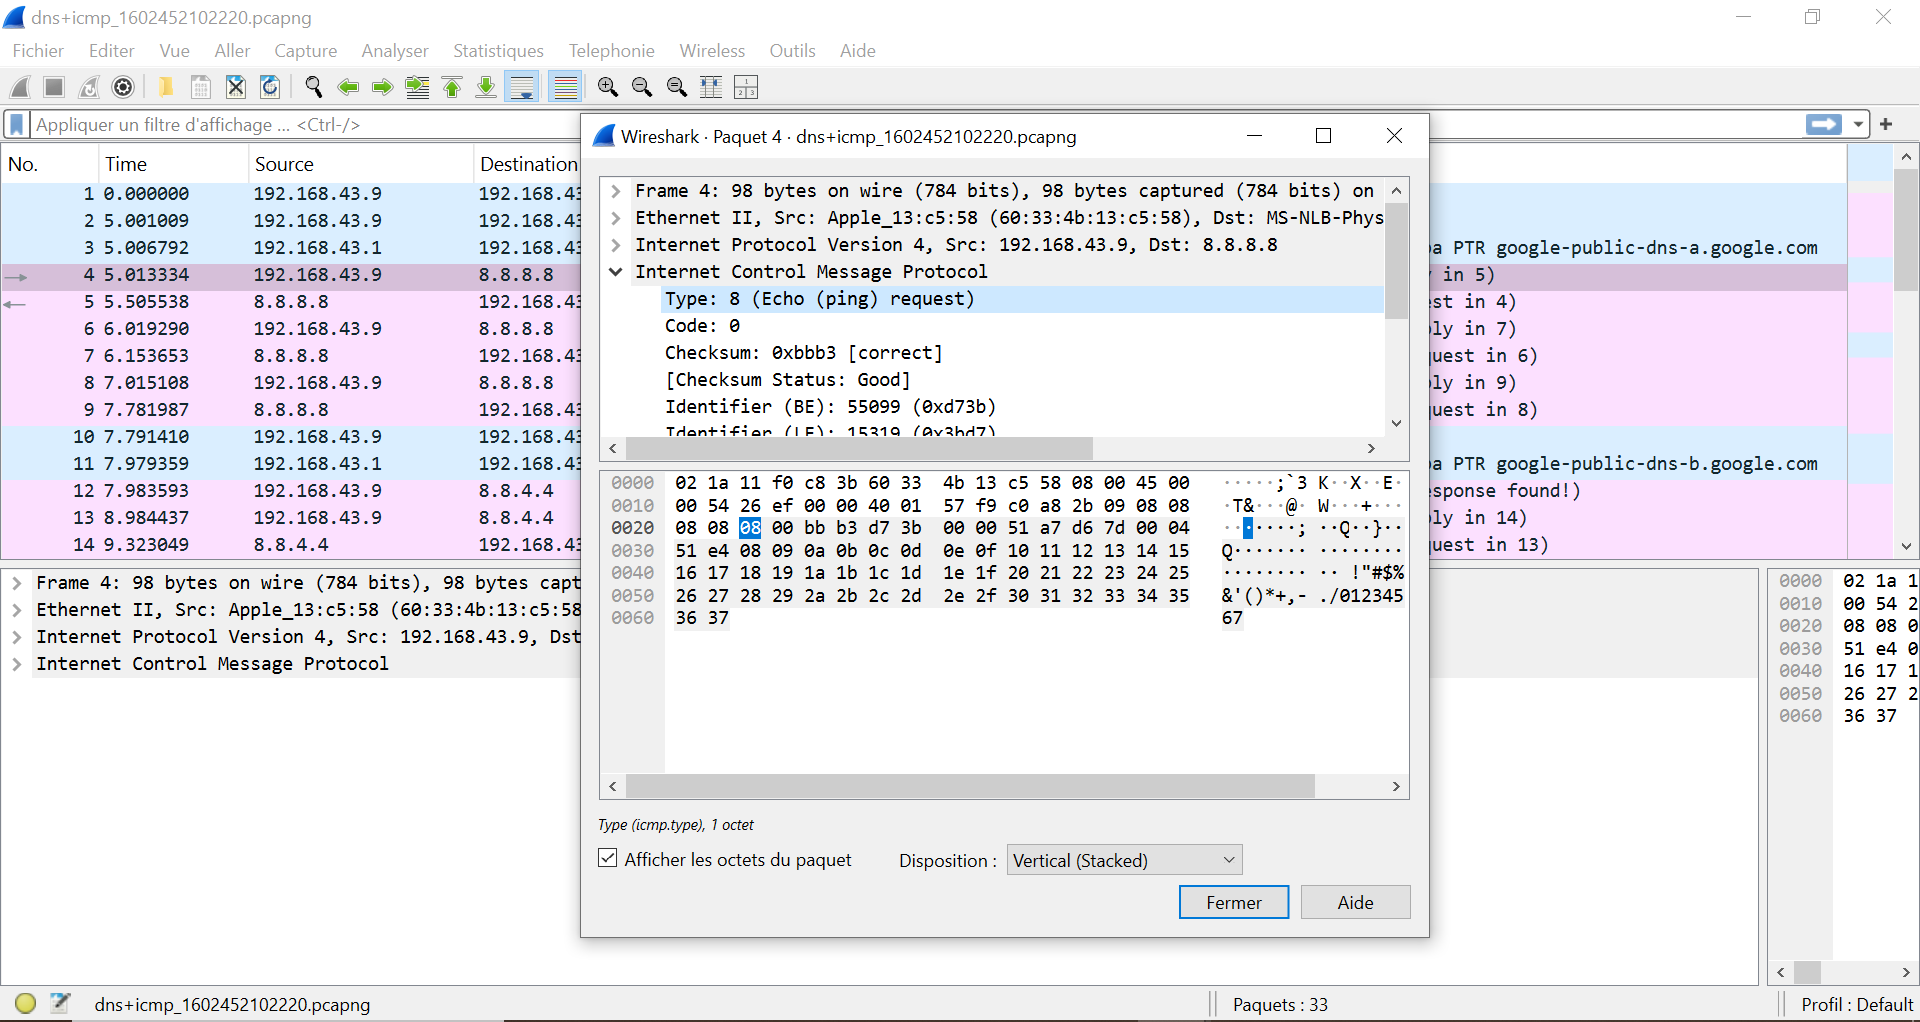 dns+icmp_1602452102220.pcapng
Fichier Editer Vue Aller Capture Analyser Statistiques Telephonie Wireless Outils Aide
Appliquer un filtre d'affichage ... <Ctrl-/>
No. Time Source Destination
1 0.000000 192.168.43.9 192.168.43
2 5.001009 192.168.43.9 192.168.43
3 5.006792 192.168.43.1 192.168.43 PTR google-public-dns-a.google.com
4 5.013334 192.168.43.9 8.8.8.8 in 5)
5 5.505538 8.8.8.8 192.168.43 st in 4)
6 6.019290 192.168.43.9 8.8.8.8 ly in 7)
7 6.153653 8.8.8.8 192.168.43 uest in 6)
8 7.015108 192.168.43.9 8.8.8.8 ly in 9)
9 7.781987 8.8.8.8 192.168.43 uest in 8)
10 7.791410 192.168.43.9 192.168.43
11 7.979359 192.168.43.1 192.168.43 PTR google-public-dns-b.google.com
12 7.983593 192.168.43.9 8.8.4.4 sponse found!)
13 8.984437 192.168.43.9 8.8.4.4 ly in 14)
14 9.323049 8.8.4.4 192.168.43 uest in 13)
Frame 4: 98 bytes on wire (784 bits), 98 bytes capt
Ethernet II, Src: Apple_13:c5:58 (60:33:4b:13:c5:58
Internet Protocol Version 4, Src: 192.168.43.9, Dst
Internet Control Message Protocol
0000 02 1a 1
0010 00 54 2
0020 08 08 0
0030 51 e4 0
0040 16 17 1
0050 26 27 2
0060 36 37
Wireshark · Paquet 4 · dns+icmp_1602452102220.pcapng
Frame 4: 98 bytes on wire (784 bits), 98 bytes captured (784 bits) on
Ethernet II, Src: Apple_13:c5:58 (60:33:4b:13:c5:58), Dst: MS-NLB-Phys
Internet Protocol Version 4, Src: 192.168.43.9, Dst: 8.8.8.8
Internet Control Message Protocol
Type: 8 (Echo (ping) request)
Code: 0
Checksum: 0xbbb3 [correct]
[Checksum Status: Good]
Identifier (BE): 55099 (0xd73b)
Identifier (LE): 15319 (0x3bd7)
0000 02 1a 11 f0 c8 3b 60 33 4b 13 c5 58 08 00 45 00 ·····;`3 K··X··E·
0010 00 54 26 ef 00 00 40 01 57 f9 c0 a8 2b 09 08 08 ·T&···@· W···+···
0020 08 08 08 00 bb b3 d7 3b 00 00 51 a7 d6 7d 00 04 ·······; ··Q··}··
0030 51 e4 08 09 0a 0b 0c 0d 0e 0f 10 11 12 13 14 15 Q······· ········
0040 16 17 18 19 1a 1b 1c 1d 1e 1f 20 21 22 23 24 25 ········ ·· !"#$%
0050 26 27 28 29 2a 2b 2c 2d 2e 2f 30 31 32 33 34 35 &'()*+,- ./012345
0060 36 37 67
Type (icmp.type), 1 octet
Afficher les octets du paquet Disposition : Vertical (Stacked)
Fermer Aide
dns+icmp_1602452102220.pcapng Paquets : 33 Profil : Default